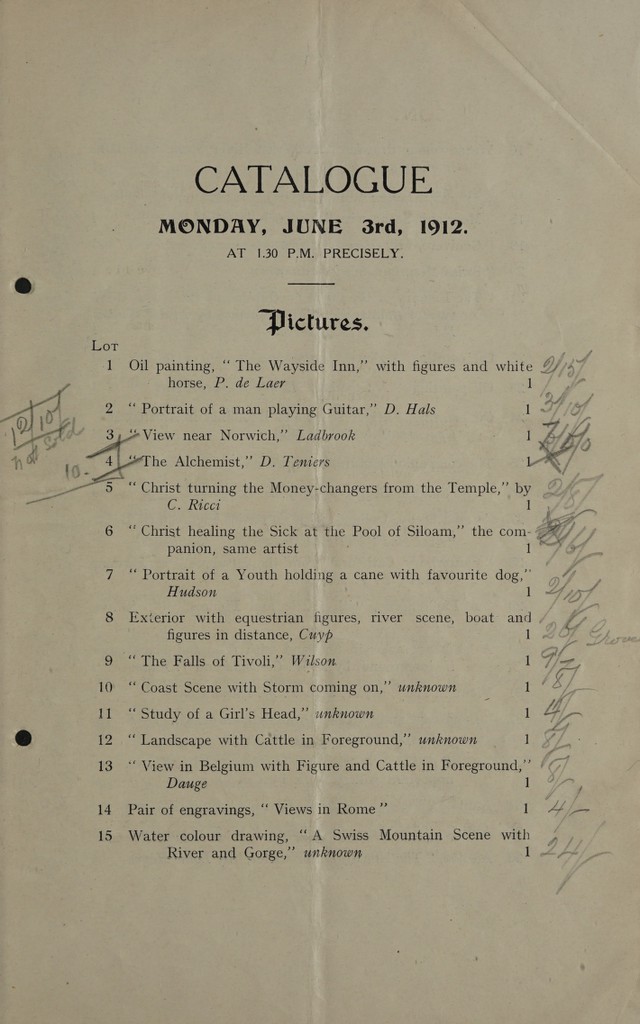 CATALOGUE
MONDAY, JUNE 3rd, 1912.
AT 1.30 P.M. PRECISELY.
Pictures.
Lot
1 Oil painting, “ The Wayside Inn,” with figures and white
horse, P. de Laer 1
2 “ Portrait of a man playing Guitar,” D. Hals 1
3 “ View near Norwich,” Ladbrook 1
not sold
10-
4 “The Alchemist,” D. Teniers 1
5 “ Christ turning the Money-changers from the Temple,” by
C. Ricci 1
6 “ Christ healing the Sick at the Pool of Siloam,” the com-
panion, same artist 1
7 “ Portrait of a Youth holding a cane with favourite dog,”
Hudson 1
8 Exterior with equestrian figures, river scene, boat and
figures in distance, Cuyp 1
9 “ The Falls of Tivoli,” Wilson 1
10 “ Coast Scene with Storm coming on,” unknown 1
11 “ Study of a Girl’s Head,” unknown 1 4/-
12 “ Landscape with Cattle in Foreground,” unknown 1
13 “ View in Belgium with Figure and Cattle in Foreground,”
Dauge 1
14 Pair of engravings, “ Views in Rome ” 1 4/-
15 Water colour drawing, “ A Swiss Mountain Scene with
River and Gorge,” unknown 1